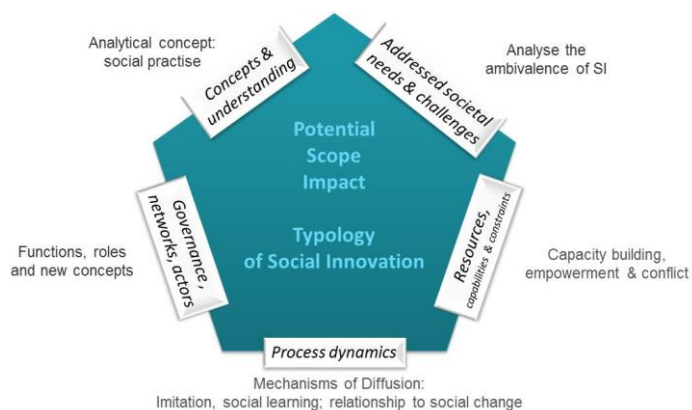 Analytical concept:
social practise
Concepts &
understanding
Addressed societal
needs & challenges
Analyse the
ambivalence of SI
Potential
Scope
Impact
Typology
of Social Innovation
Governance ,
networks, actors
Functions, roles
and new concepts
Resources,
capabilities & constraints
Capacity building,
empowerment & conflict
Process dynamics
Mechanisms of Diffusion:
Imitation, social learning; relationship to social change